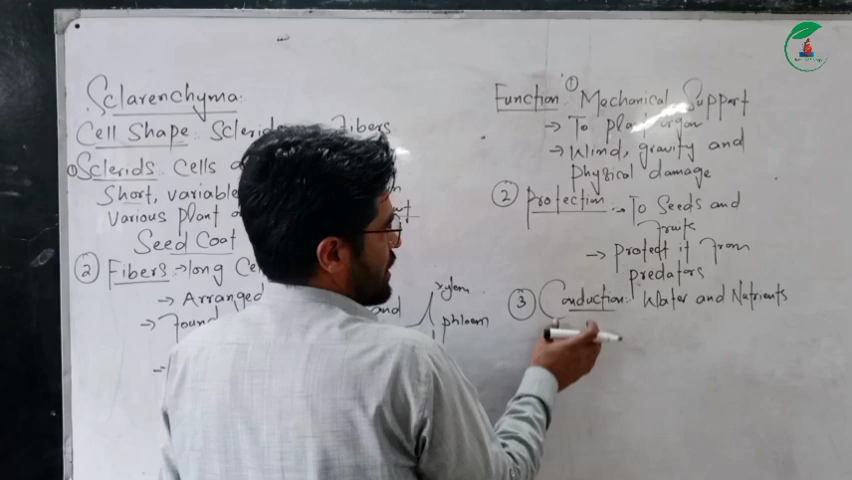 Sclarenchyma:
Cell Shape: Sclerids Fibers
① Sclerids: Cells
Short, variable
Various plant
Seed Coat
② Fibers → long
→ Arranged
→ Found and
xylem
phloem
→
Function: ① Mechanical Support
→ To plant organ
→ Wind, gravity and
Physical damage
② Protection → To Seeds and
fruits
→ Protect it from
predators
③ Conduction: Water and Nutrients